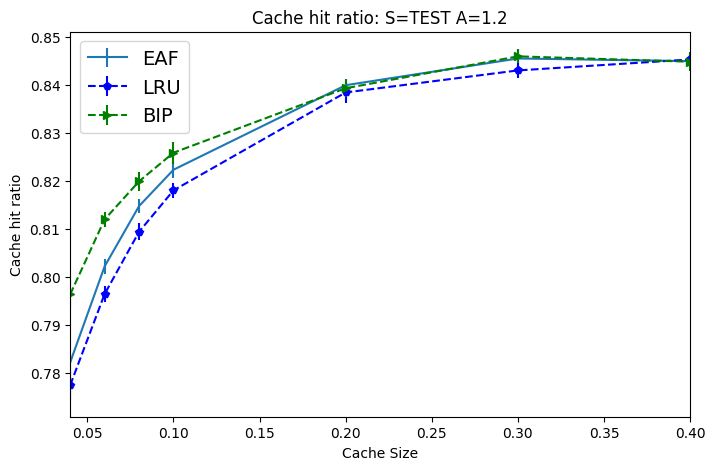 Cache hit ratio: S=TEST A=1.2
EAF
LRU
BIP
Cache hit ratio
0.85
0.84
0.83
0.82
0.81
0.80
0.79
0.78
0.05
0.10
0.15
0.20
0.25
0.30
0.35
0.40
Cache Size